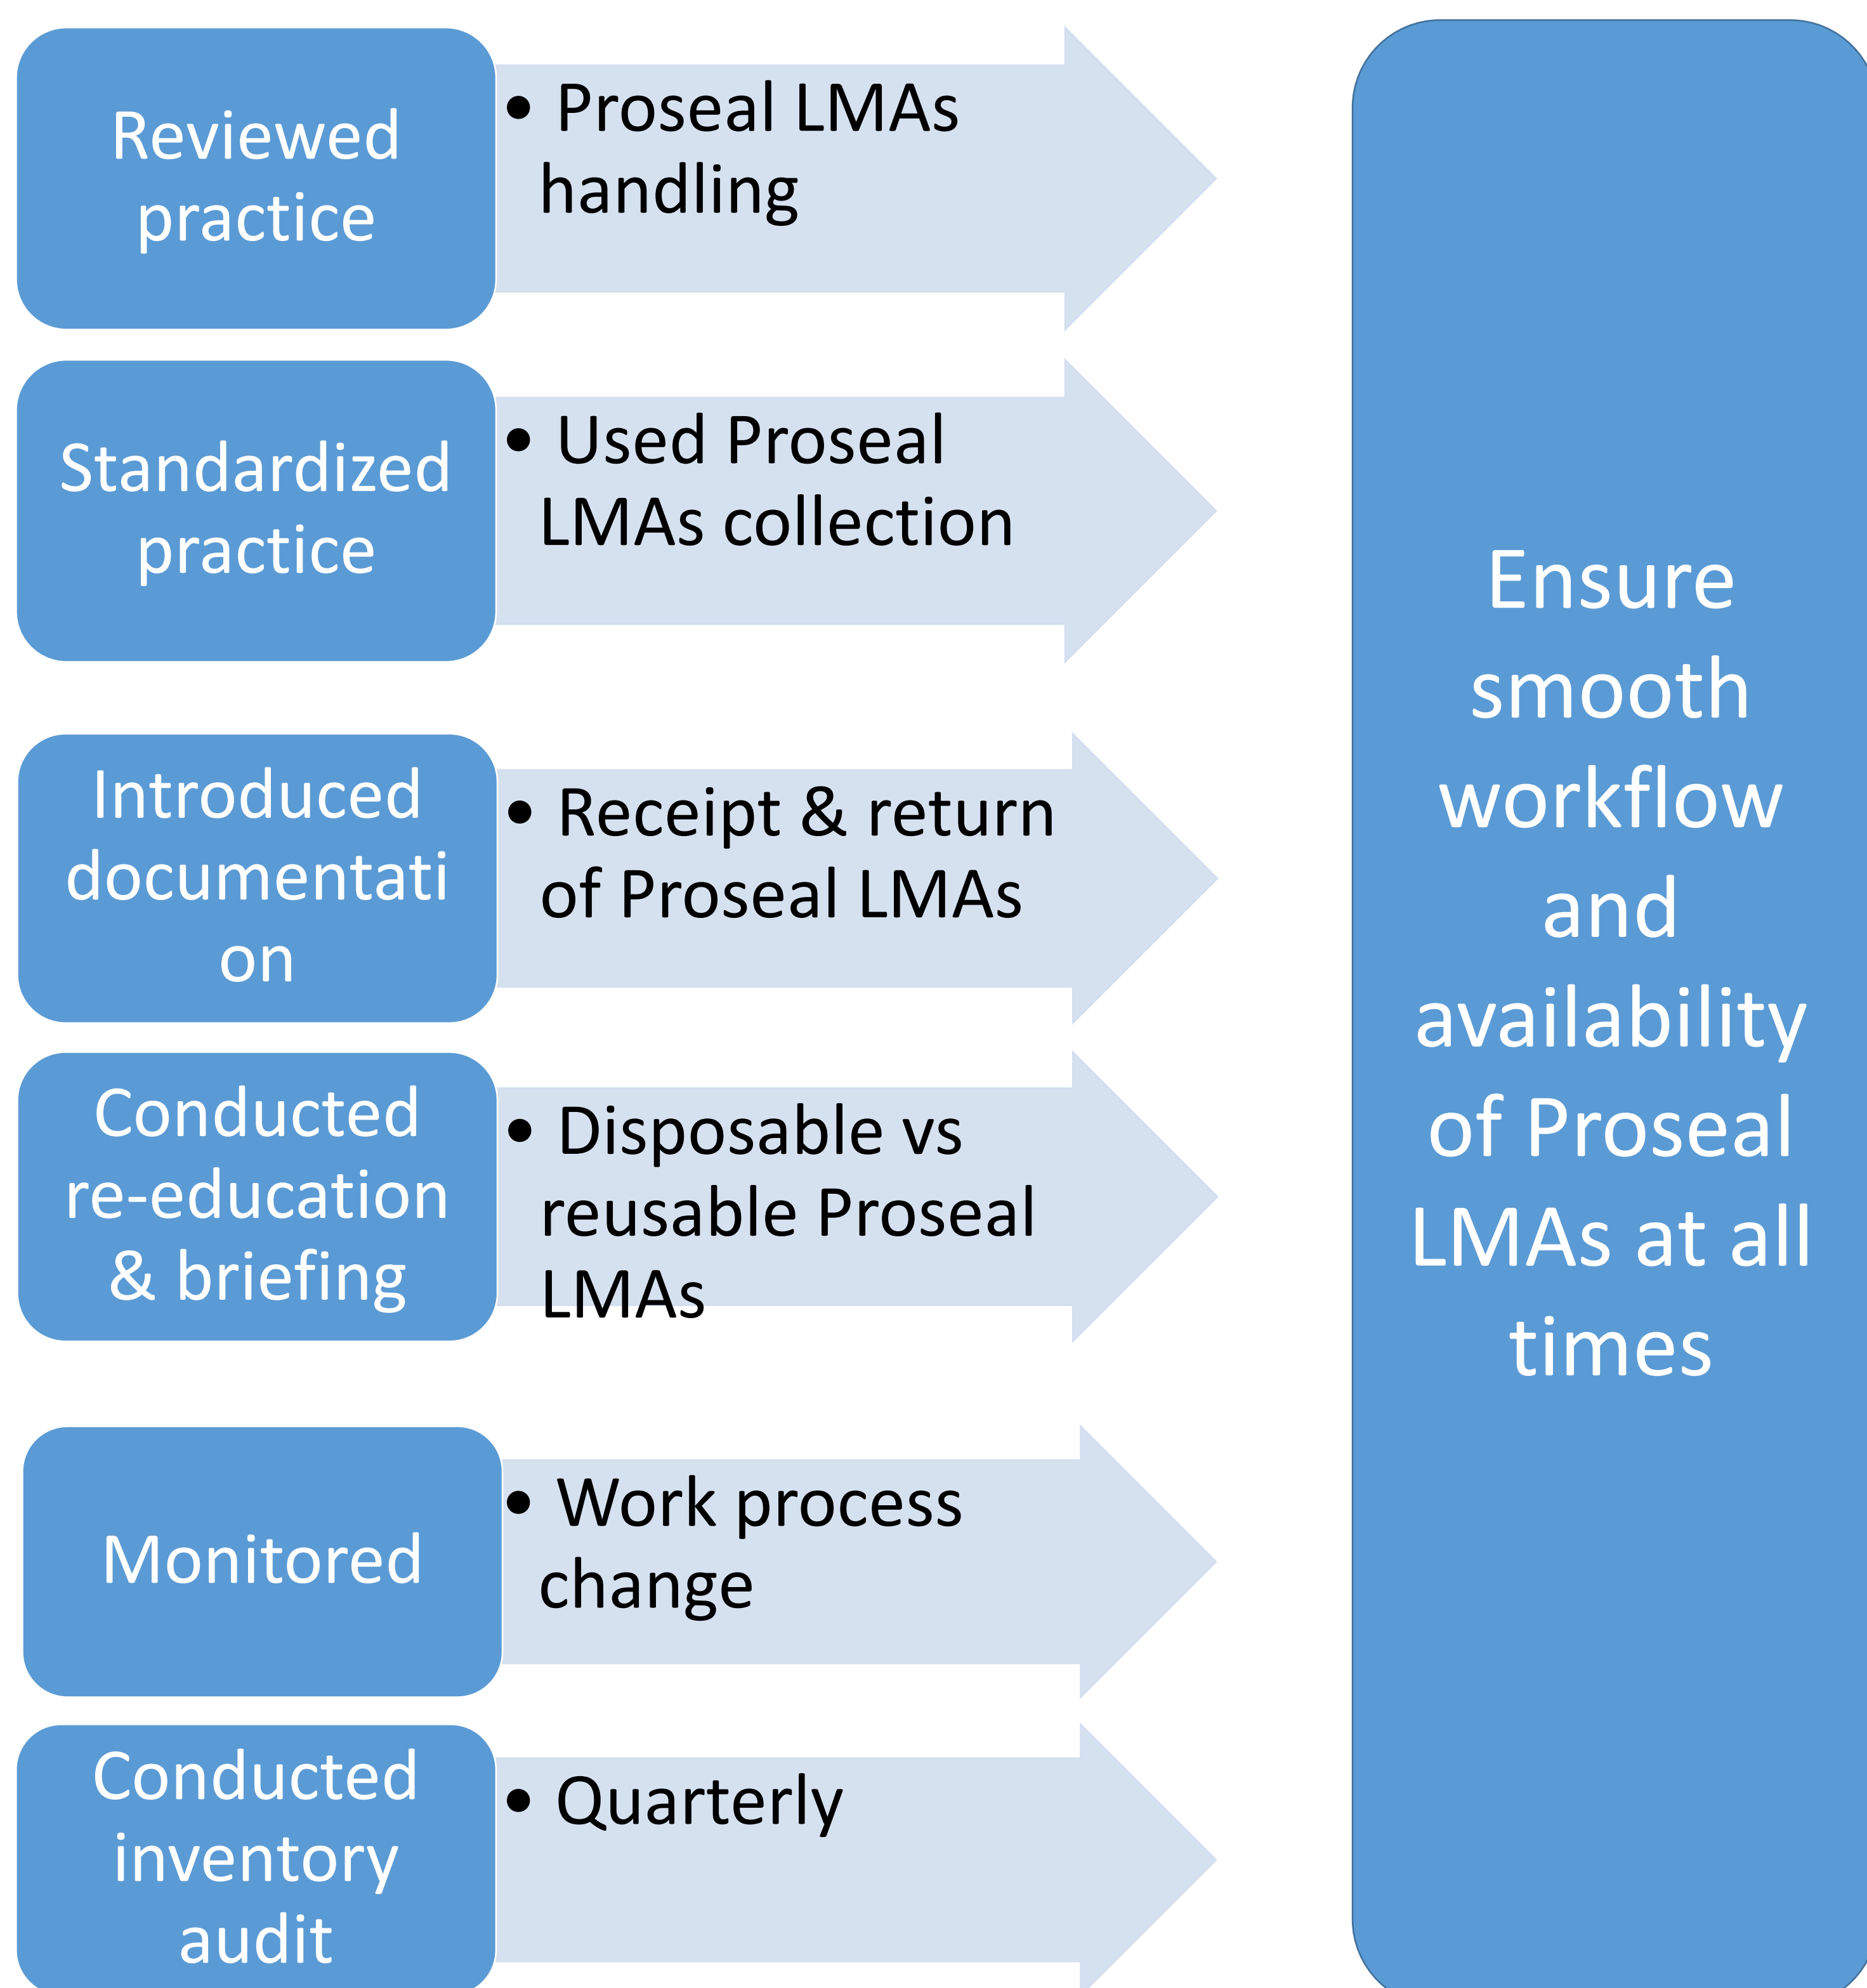 Reviewed
practice
• Proseal LMAs
handling
Standardized
practice
• Used Proseal
LMAs collection
Introduced
documentati
on
• Receipt & return
of Proseal LMAs
Conducted
re-education
& briefing
• Disposable vs
reusable Proseal
LMAs
Monitored
• Work process
change
Conducted
inventory
audit
• Quarterly
Ensure
smooth
workflow
and
availability
of Proseal
LMAs at all
times